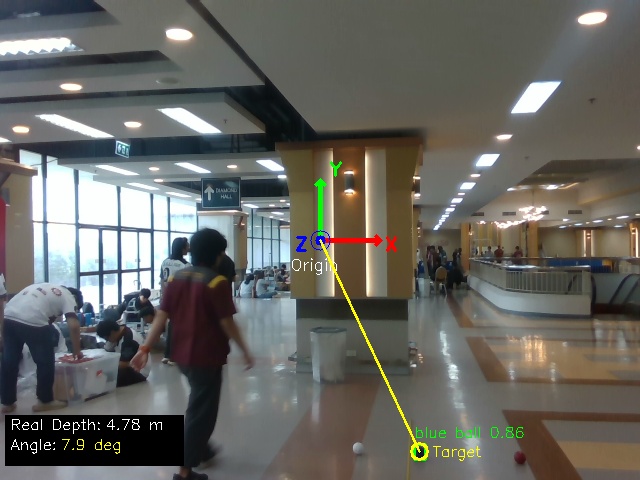 DIAMOND
HALL
Y
Z
X
Origin
blue ball 0.86
Target
Real Depth: 4.78 m
Angle: 7.9 deg